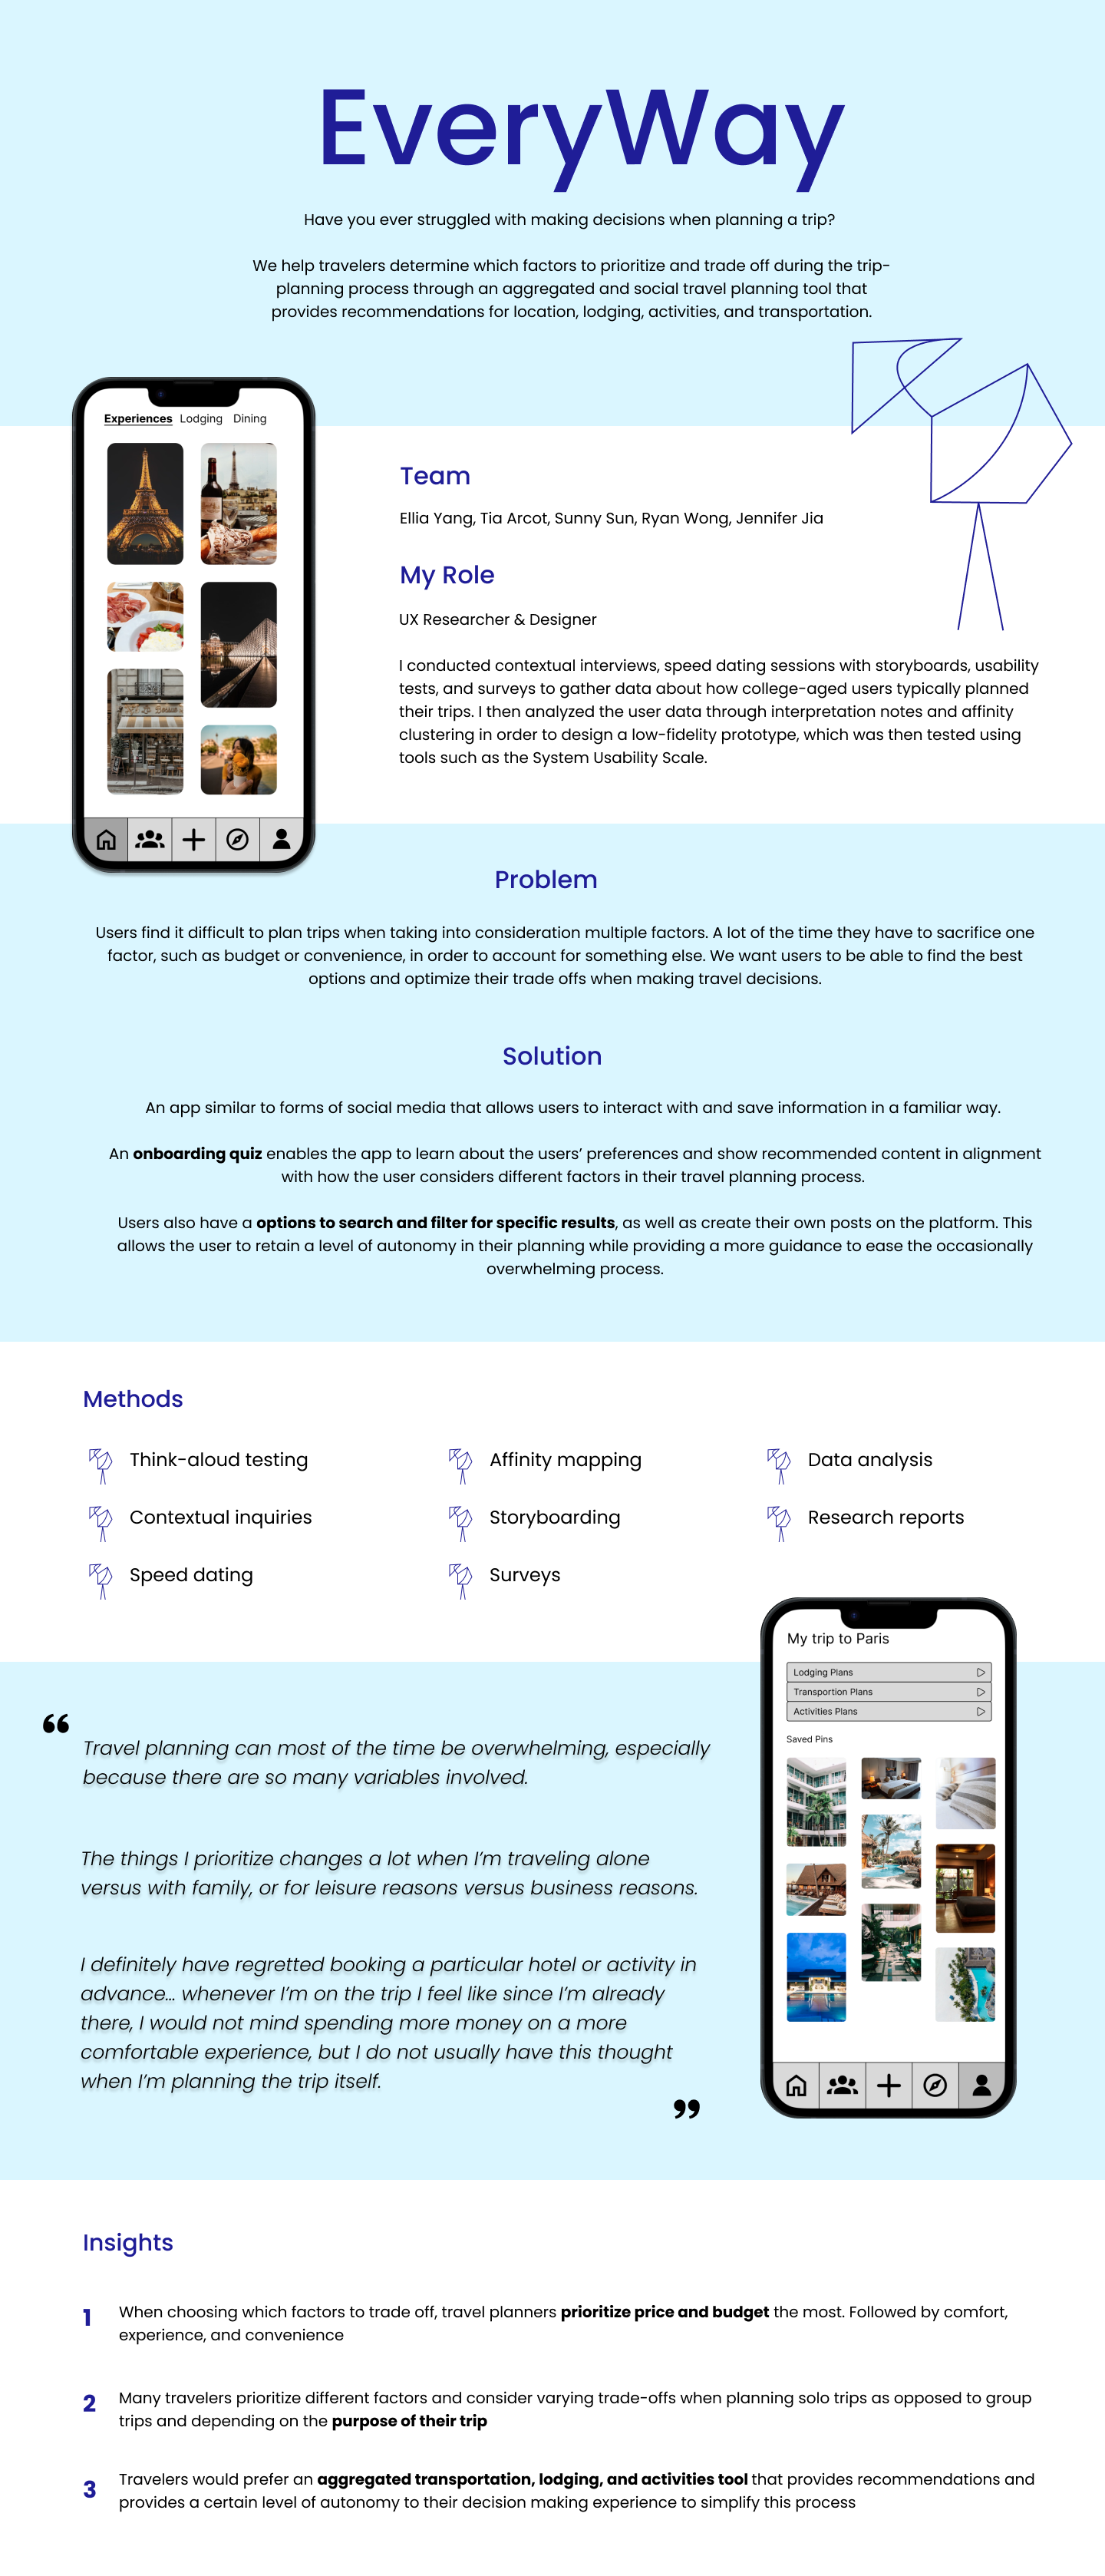 EveryWay
Have you ever struggled with making decisions when planning a trip?
We help travelers determine which factors to prioritize and trade off during the trip-
planning process through an aggregated and social travel planning tool that
provides recommendations for location, lodging, activities, and transportation.
Experiences Lodging Dining
Team
Ellia Yang, Tia Arcot, Sunny Sun, Ryan Wong, Jennifer Jia
My Role
UX Researcher & Designer
I conducted contextual interviews, speed dating sessions with storyboards, usability
tests, and surveys to gather data about how college-aged users typically planned
their trips. I then analyzed the user data through interpretation notes and affinity
clustering in order to design a low-fidelity prototype, which was then tested using
tools such as the System Usability Scale.
Problem
Users find it difficult to plan trips when taking into consideration multiple factors. A lot of the time they have to sacrifice one
factor, such as budget or convenience, in order to account for something else. We want users to be able to find the best
options and optimize their trade offs when making travel decisions.
Solution
An app similar to forms of social media that allows users to interact with and save information in a familiar way.
An onboarding quiz enables the app to learn about the users’ preferences and show recommended content in alignment
with how the user considers different factors in their travel planning process.
Users also have a options to search and filter for specific results, as well as create their own posts on the platform. This
allows the user to retain a level of autonomy in their planning while providing a more guidance to ease the occasionally
overwhelming process.
Methods
Think-aloud testing
Contextual inquiries
Speed dating
Affinity mapping
Storyboarding
Surveys
Data analysis
Research reports
“
Travel planning can most of the time be overwhelming, especially
because there are so many variables involved.
The things I prioritize changes a lot when I’m traveling alone
versus with family, or for leisure reasons versus business reasons.
I definitely have regretted booking a particular hotel or activity in
advance... whenever I’m on the trip I feel like since I’m already
there, I would not mind spending more money on a more
comfortable experience, but I do not usually have this thought
when I’m planning the trip itself.
”
My trip to Paris
Lodging Plans
Transportion Plans
Activities Plans
Saved Pins
Insights
1 When choosing which factors to trade off, travel planners prioritize price and budget the most. Followed by comfort,
experience, and convenience
2 Many travelers prioritize different factors and consider varying trade-offs when planning solo trips as opposed to group
trips and depending on the purpose of their trip
3 Travelers would prefer an aggregated transportation, lodging, and activities tool that provides recommendations and
provides a certain level of autonomy to their decision making experience to simplify this process